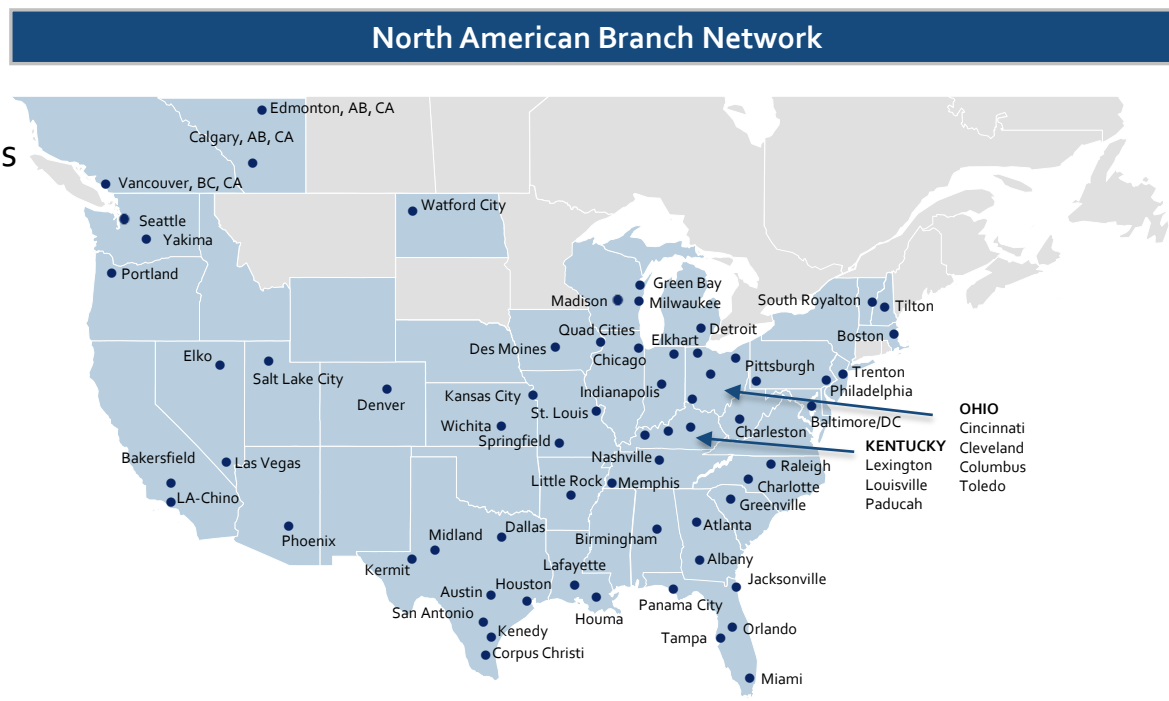 North American Branch Network
s
Edmonton, AB, CA
Calgary, AB, CA
Vancouver, BC, CA
Watford City
Seattle
Yakima
Portland
Green Bay
Madison
Milwaukee
South Royalton
Tilton
Quad Cities
Detroit
Elkhart
Boston
Des Moines
Chicago
Elko
Salt Lake City
Pittsburgh
Trenton
Denver
Kansas City
Indianapolis
Philadelphia
St. Louis
Baltimore/DC
OHIO
Cincinnati
Cleveland
Columbus
Toledo
Wichita
Springfield
Charleston
KENTUCKY
Lexington
Louisville
Paducah
Bakersfield
Las Vegas
Nashville
Raleigh
LA-Chino
Little Rock
Memphis
Charlotte
Greenville
Phoenix
Midland
Dallas
Birmingham
Atlanta
Kermit
Lafayette
Albany
Austin
Houston
Jacksonville
San Antonio
Houma
Panama City
Kenedy
Tampa
Orlando
Corpus Christi
Miami